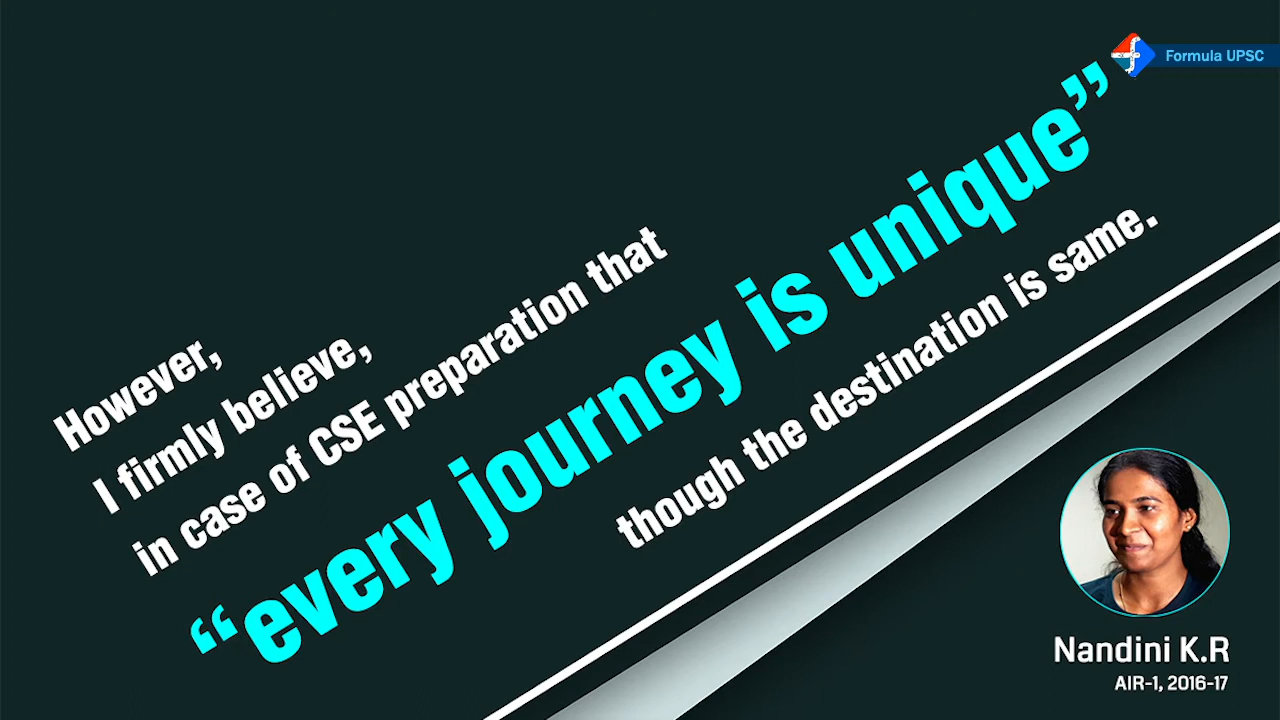 Formula UPSC
However,
I firmly believe,
in case of CSE preparation that
“every journey is unique”
though the destination is same.
Nandini K.R
AIR-1, 2016-17